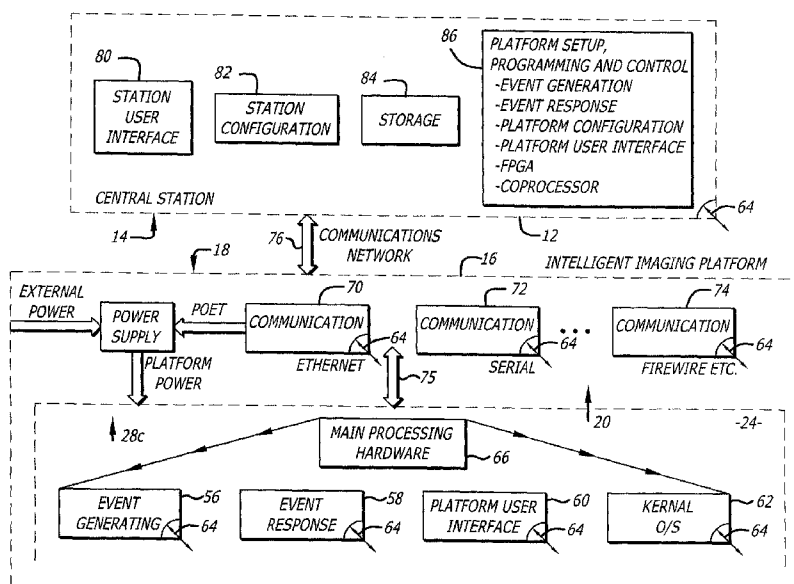 80
STATION
USER
INTERFACE
82
STATION
CONFIGURATION
84
STORAGE
86
PLATFORM SETUP,
PROGRAMMING AND CONTROL
-EVENT GENERATION
-EVENT RESPONSE
-PLATFORM CONFIGURATION
-PLATFORM USER INTERFACE
-FPGA
-COPROCESSOR
64
CENTRAL STATION
14
12
76
COMMUNICATIONS
NETWORK
18
16
INTELLIGENT IMAGING PLATFORM
EXTERNAL
POWER
POWER
SUPPLY
POET
70
COMMUNICATION
64
ETHERNET
72
COMMUNICATION
64
SERIAL
74
COMMUNICATION
64
FIREWIRE ETC.
PLATFORM
POWER
75
28c
20
-24-
MAIN PROCESSING
HARDWARE
66
EVENT
GENERATING
56
64
EVENT
RESPONSE
58
64
PLATFORM USER
INTERFACE
60
64
KERNAL
O/S
62
64